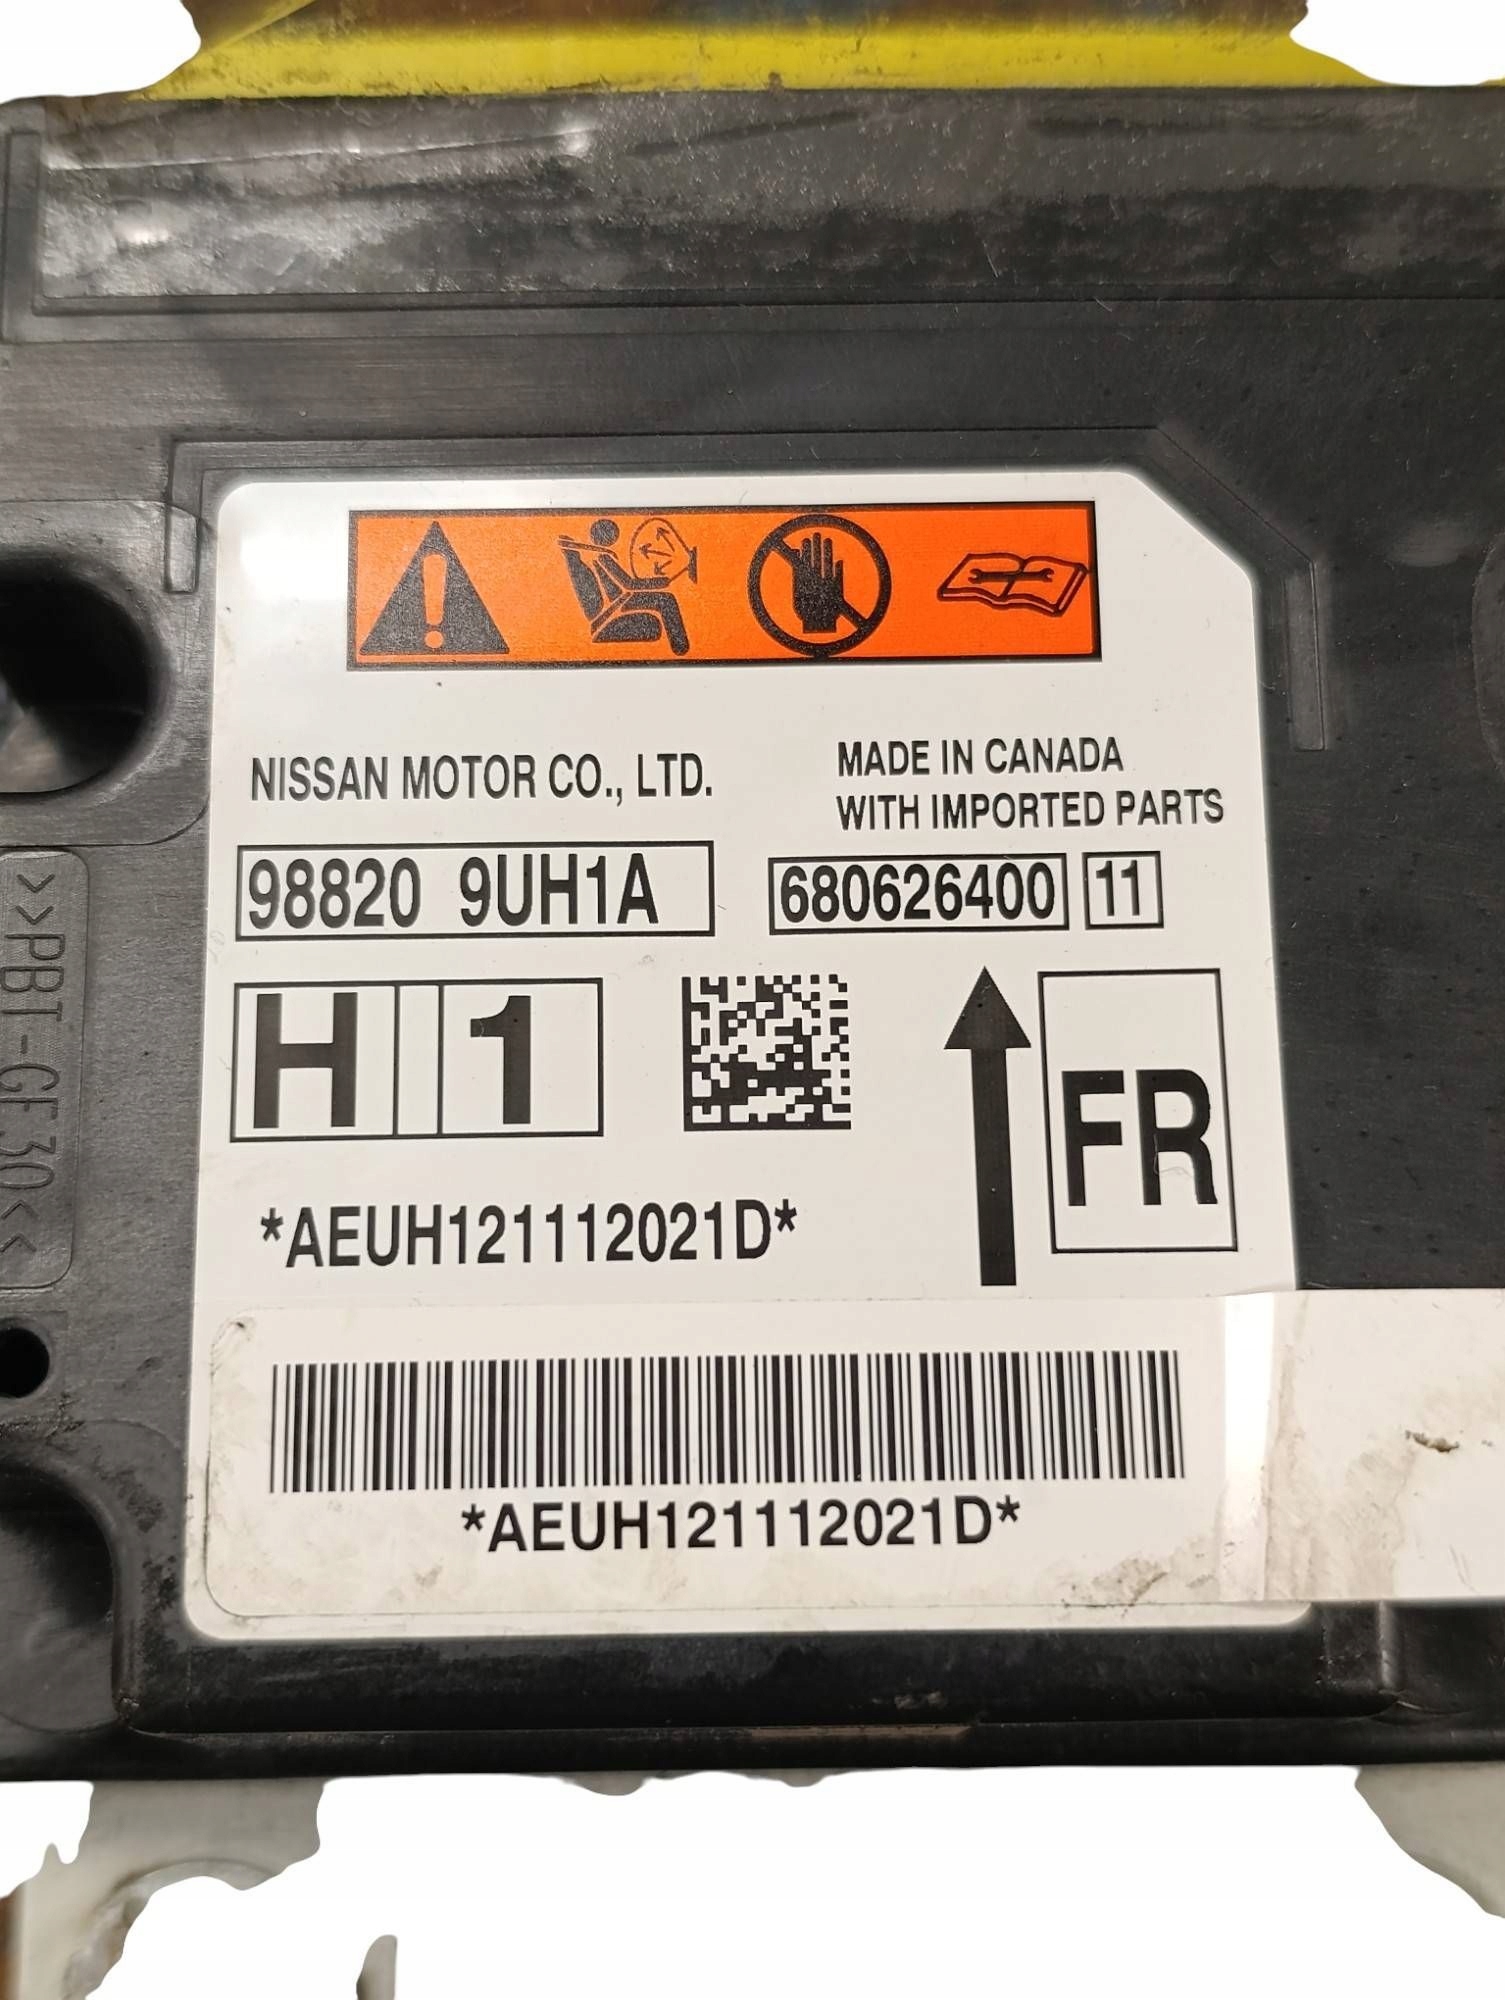 NISSAN MOTOR CO., LTD.
MADE IN CANADA
WITH IMPORTED PARTS
98820 9UH1A
680626400
11
H 1
FR
*AEUH121112021D*
*AEUH121112021D*
>>PBT-GF30<<